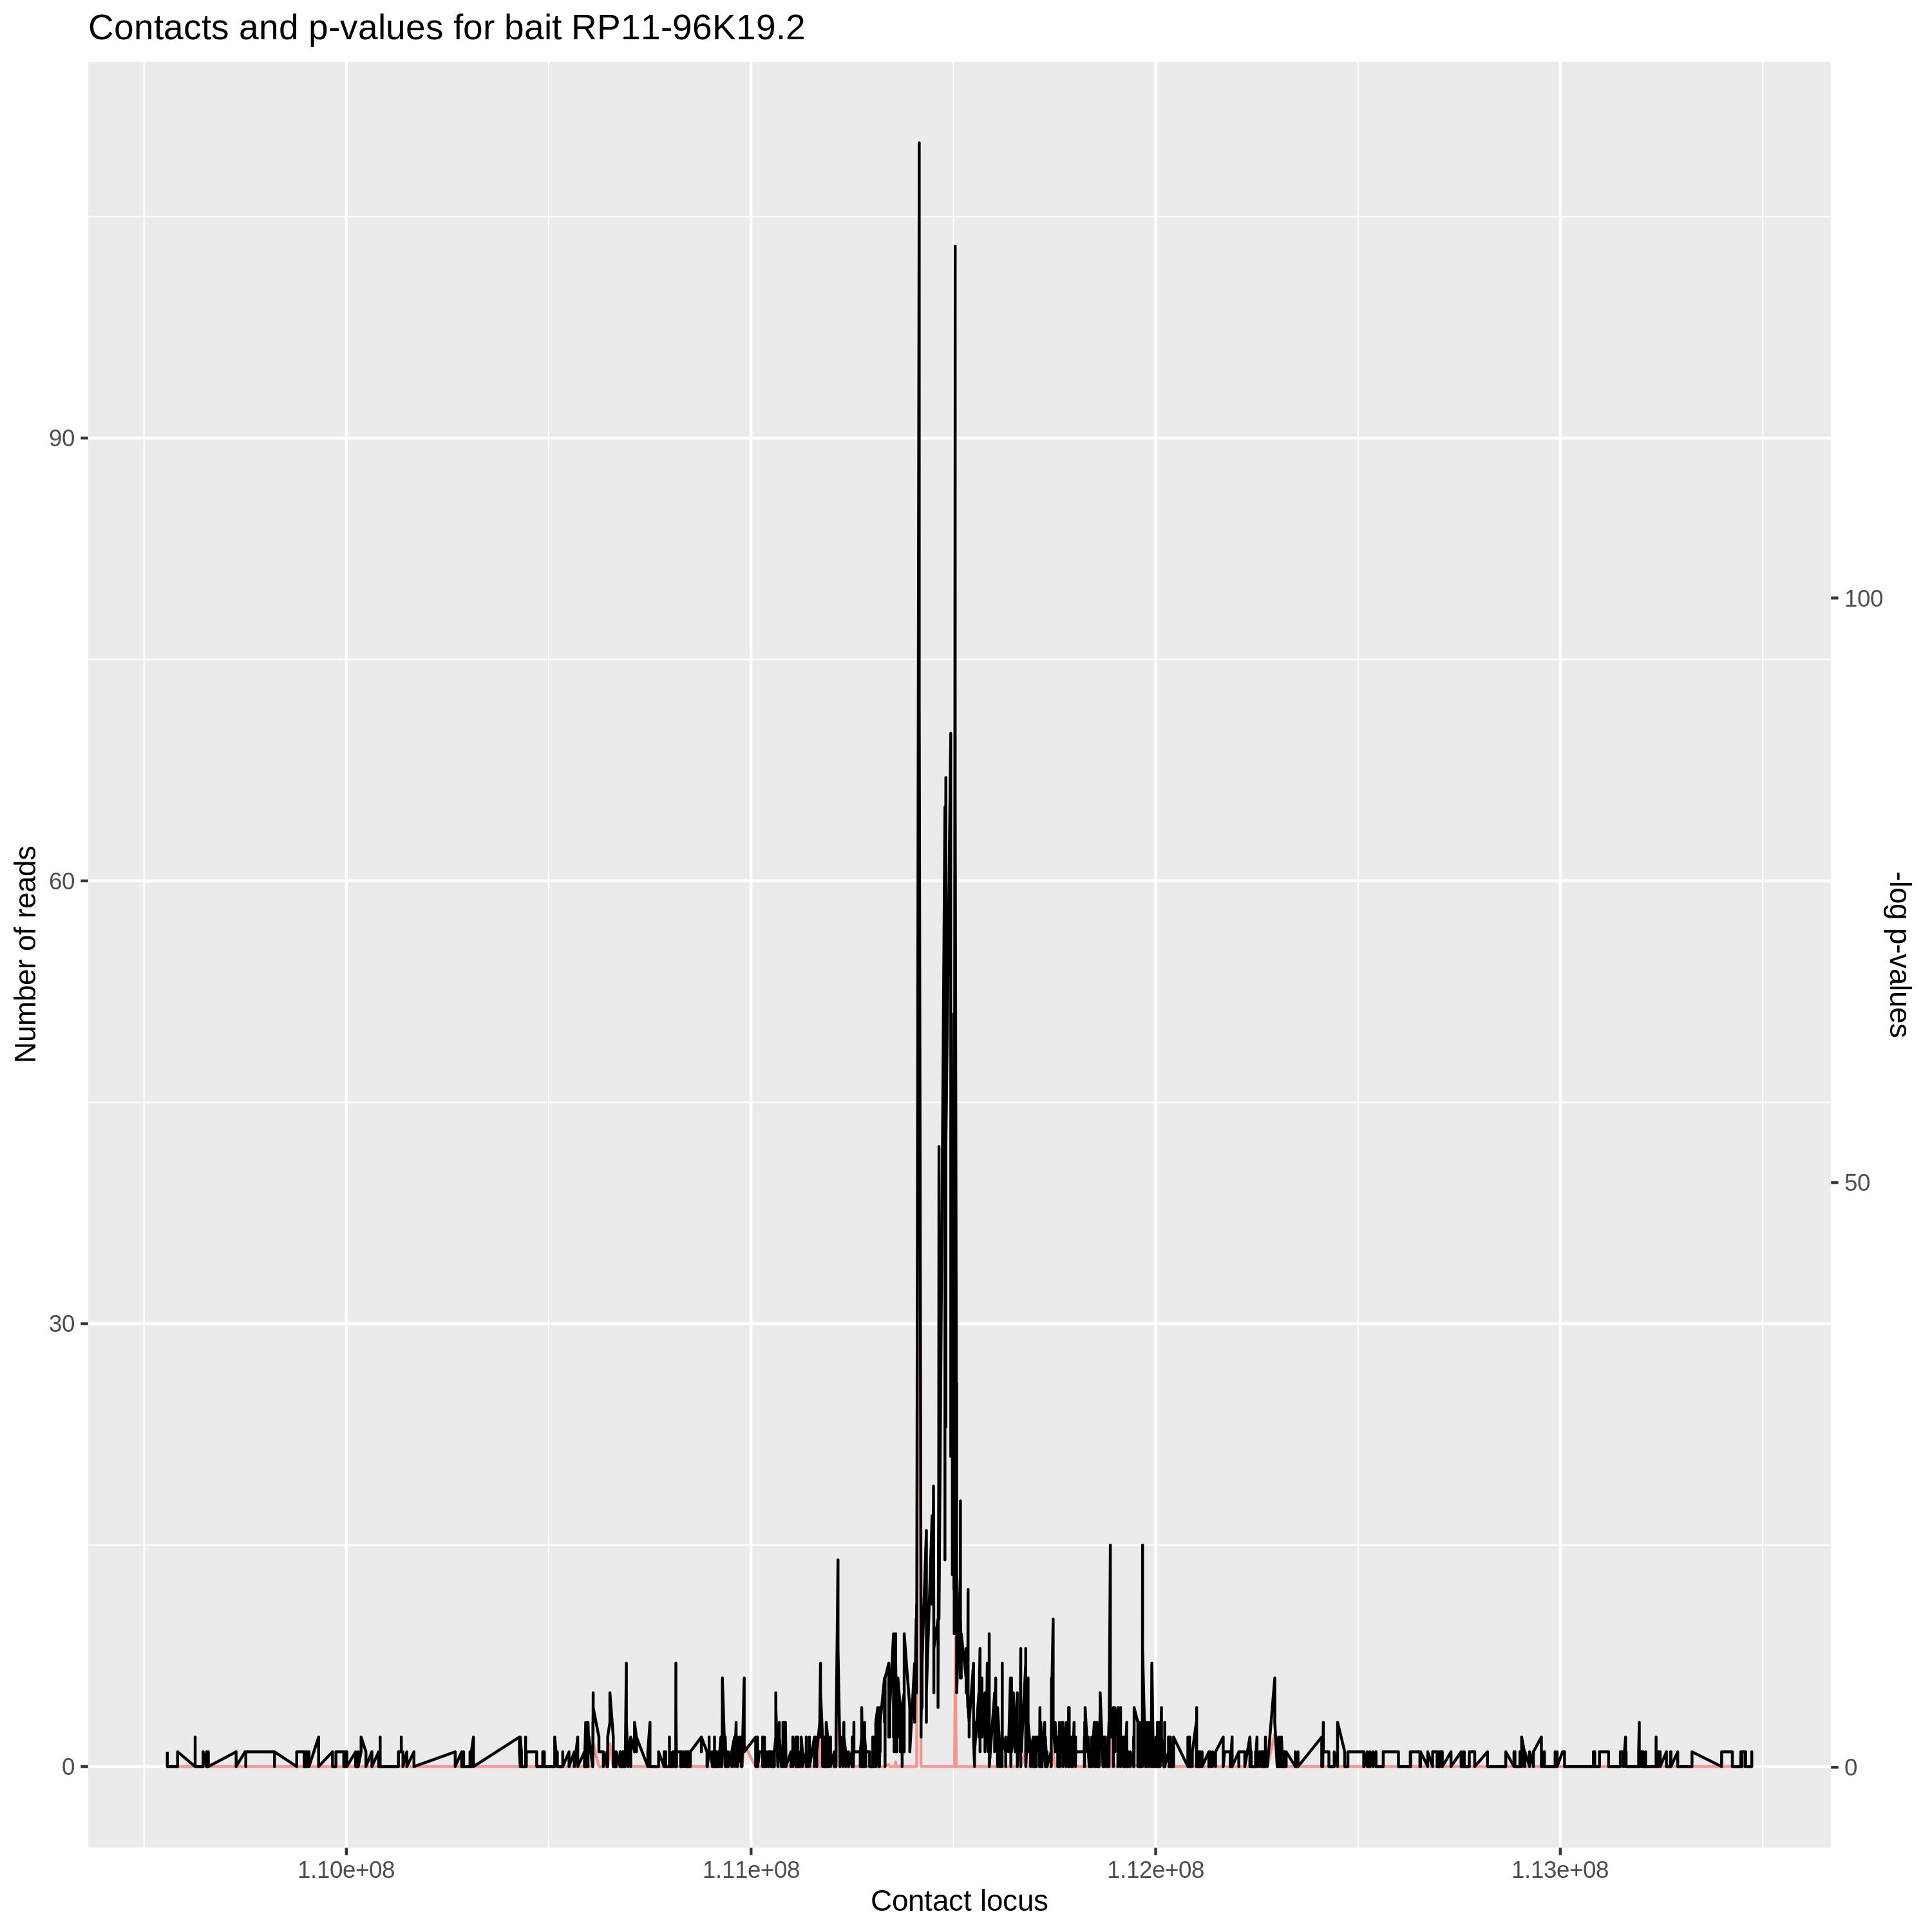 Contacts and p-values for bait RP11-96K19.2
Number of reads
90
60
30
0
100
50
0
-log p-values
1.10e+08
1.11e+08
1.12e+08
1.13e+08
Contact locus